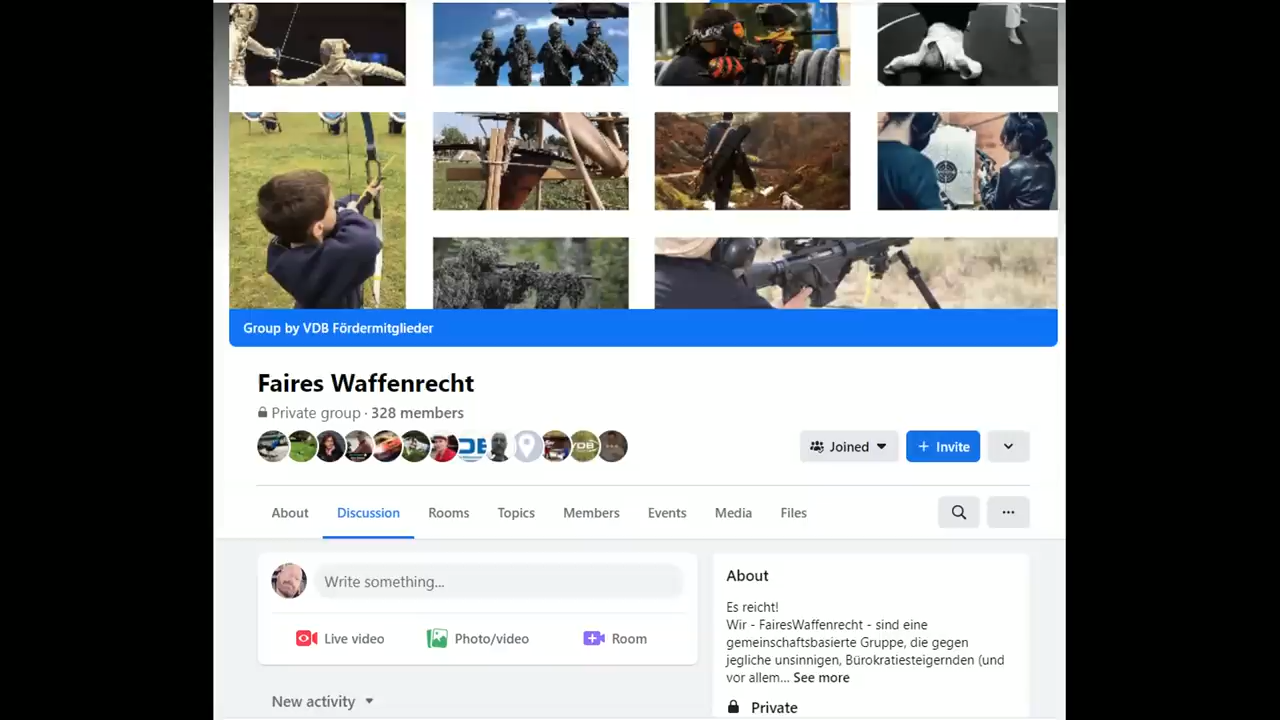 Group by VDB Fördermitglieder
Faires Waffenrecht
Private group · 328 members
Joined
+ Invite
About
Discussion
Rooms
Topics
Members
Events
Media
Files
Write something...
Live video
Photo/video
Room
New activity
About
Es reicht!
Wir - FairesWaffenrecht - sind eine
gemeinschaftsbasierte Gruppe, die gegen
jegliche unsinnigen, Bürokratiesteigernden (und
vor allem... See more
Private